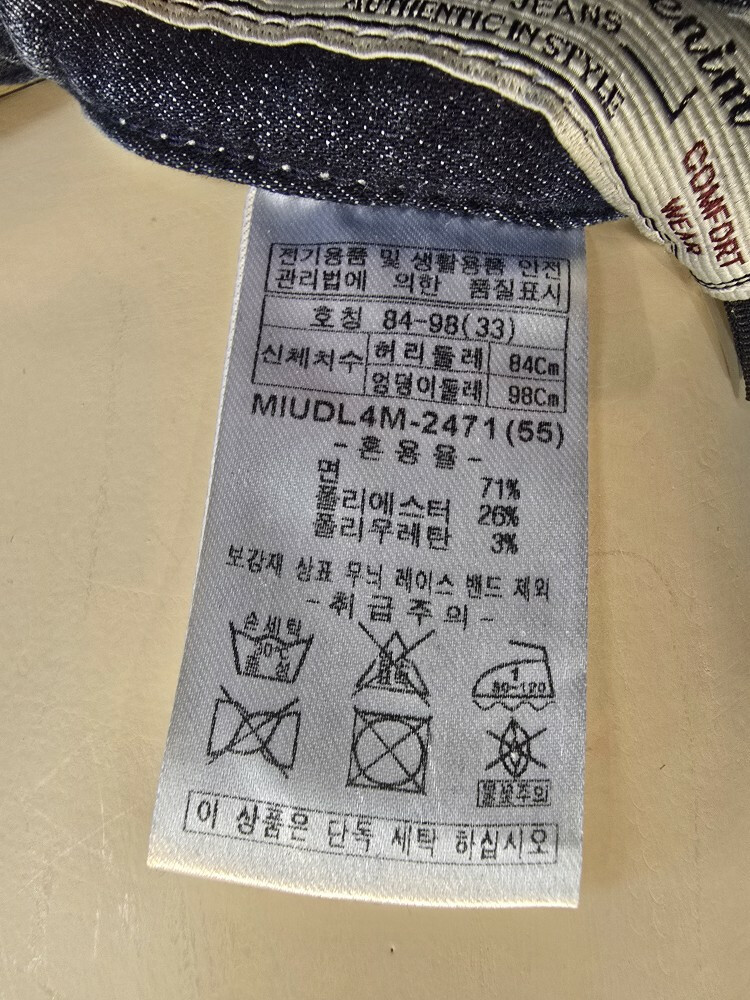 JEANS
AUTHENTIC IN STYLE
enim
COMFORT
WEAR
전기용품 및 생활용품 안전
관리법에 의한 품질표시
호칭 84-98(33)
신체처수 허리둘레 84Cm
엉덩이둘레 98Cm
MIUDL4M-2471(55)
-혼용율-
면 71%
폴리에스터 26%
폴리우레탄 3%
보강재 상표 무늬 레이스 밴드 제외
-취급주의-
손세탁
30℃
중성
1
80-120
물묻주의
이 상품은 단독 세탁 하십시오